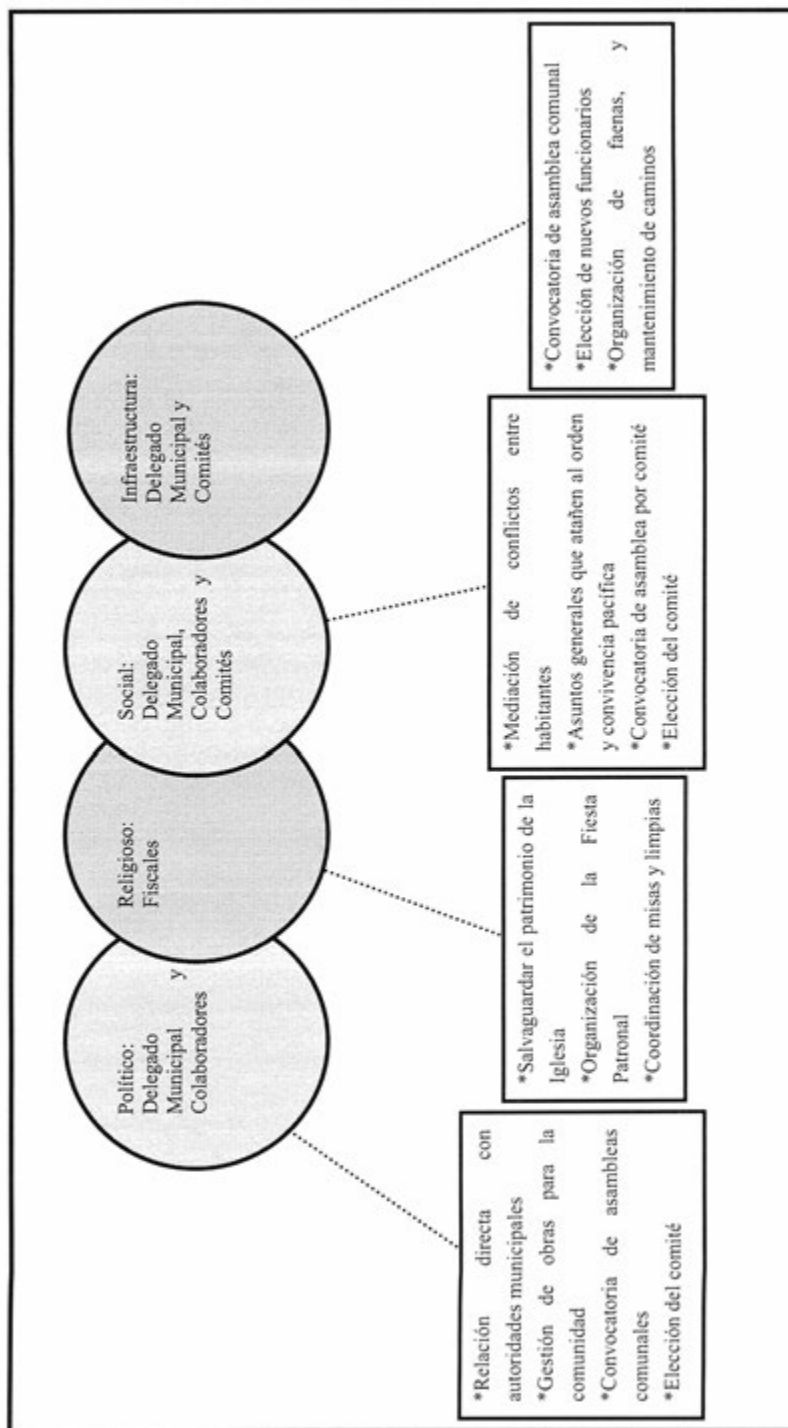 Político:
Delegado
Municipal y
Colaboradores
Religioso:
Fiscales
Social:
Delegado
Municipal,
Colaboradores y
Comités
Infraestructura:
Delegado
Municipal y
Comités
*Relación directa con
autoridades municipales
*Gestión de obras para la
comunidad
*Convocatoria de asambleas
comunales
*Elección del comité
*Salvaguardar el patrimonio de la
Iglesia
*Organización de la Fiesta
Patronal
*Coordinación de misas y limpias
*Mediación de conflictos entre
habitantes
*Asuntos generales que atañen al orden
y convivencia pacífica
*Convocatoria de asamblea por comité
*Elección del comité
*Convocatoria de asamblea comunal
*Elección de nuevos funcionarios
*Organización de faenas, y
mantenimiento de caminos